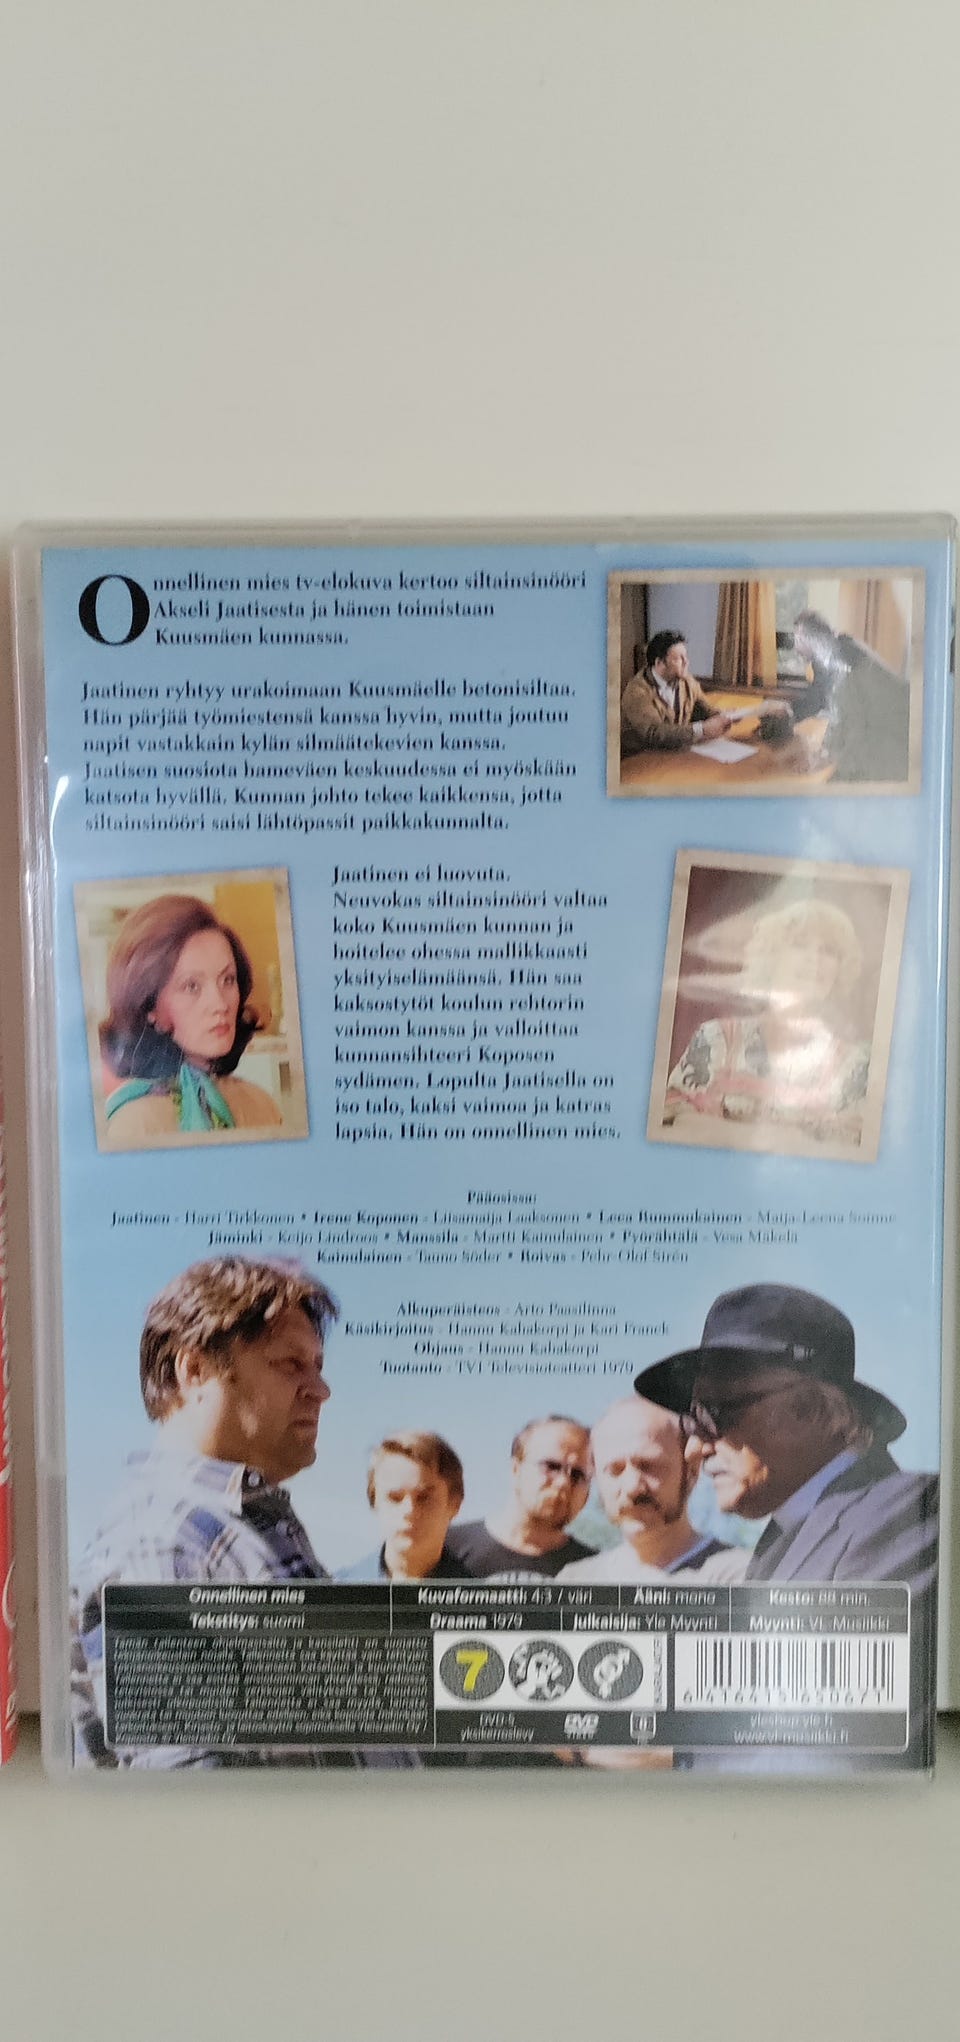 Onnellinen mies tv-elokuva kertoo siltainsinööri
Akseli Jaatisesta ja hänen toimistaan
Kuusmäen kunnassa.
Jaatinen ryhtyy urakoimaan Kuusmäelle betonisiltaa.
Hän pärjää työmiestensä kanssa hyvin, mutta joutuu
napit vastakkain kylän silmäätekevien kanssa.
Jaatisen suosiota hameväen keskuudessa ei myöskään
katsota hyvällä. Kunnan johto tekee kaikkensa, jotta
siltainsinööri saisi lähtöpassit paikkakunnalta.
Jaatinen ei luovuta.
Neuvokas siltainsinööri valtaa
koko Kuusmäen kunnan ja
hoitelee ohessa mallikkaasti
yksityiselämäänsä. Hän saa
kaksostytöt koulun rehtorin
vaimon kanssa ja valloittaa
kunnansihteeri Koposen
sydämen. Lopulta Jaatisella on
iso talo, kaksi vaimoa ja katras
lapsia. Hän on onnellinen mies.
Pääosissa:
Jaatinen - Harri Tirkkonen • Irene Koponen - Liisamaija Laaksonen • Leea Rummukainen - Maija-Leena Soinne
Jäminki - Keijo Lindroos • Manssila - Martti Kainulainen • Pyörähtälä - Vesa Mäkelä
Kainulainen - Tauno Söder • Roivas - Pehr-Olof Sirén
Alkuperäisteos - Arto Paasilinna
Käsikirjoitus - Hannu Kahakorpi ja Kari Franck
Ohjaus - Hannu Kahakorpi
Tuotanto - TV1 Televisioteatteri 1979
Onnellinen mies Kuvaformaatti: 4:3 / väri Ääni: mono Kesto: 88 min.
Tekstitys: suomi Draama 1979 Julkaisija: Yle Myynti Myynti: VL-Musiikki
7
6416415650671
DVD-5
yksikerroslevy
DVD
yleshop.yle.fi
www.vl-musiikki.fi